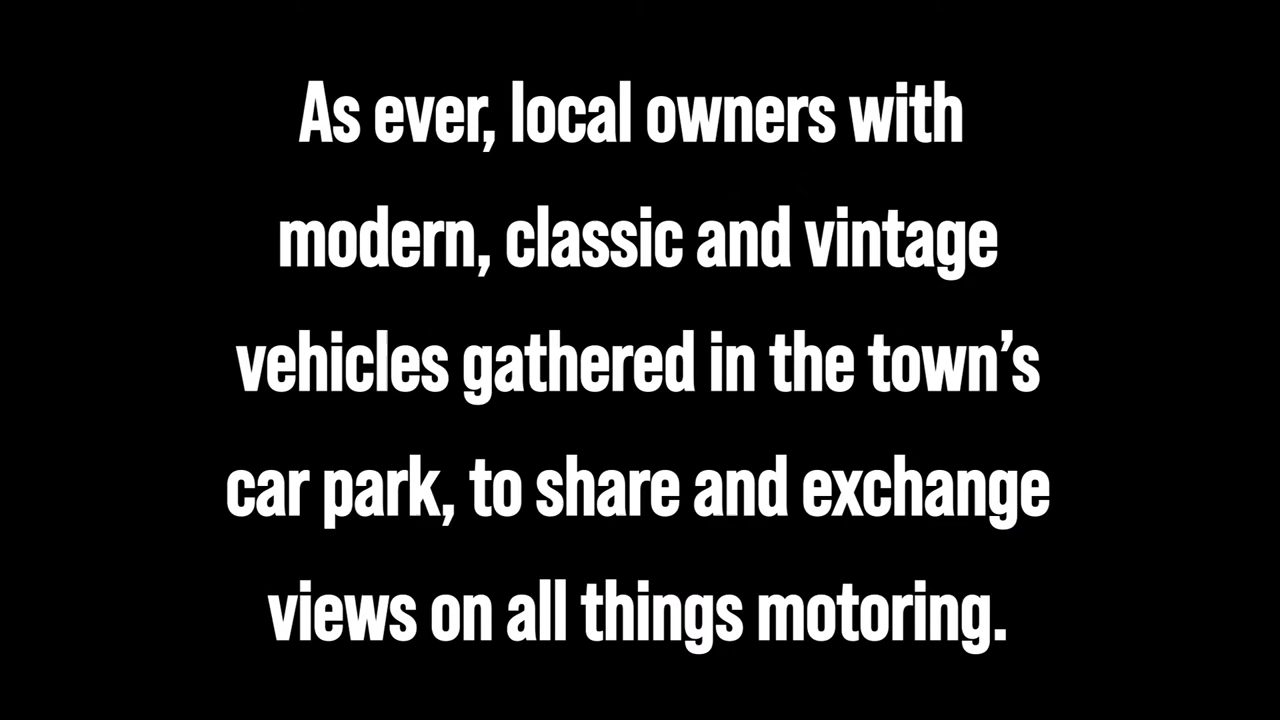 As ever, local owners with
modern, classic and vintage
vehicles gathered in the town’s
car park, to share and exchange
views on all things motoring.